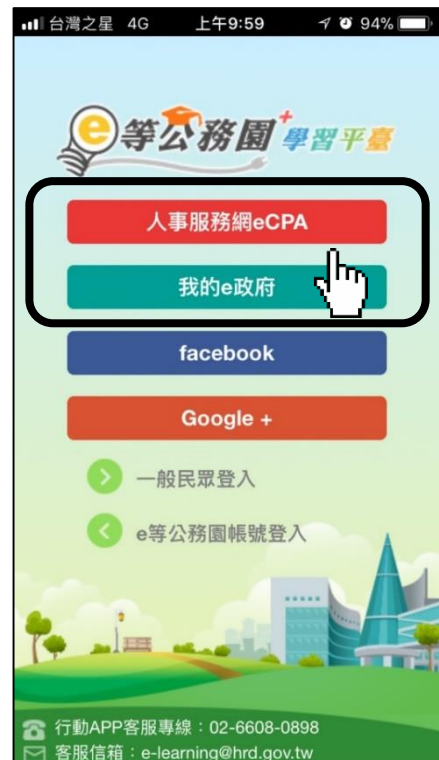 台灣之星 4G 上午9:59 94%
e等公務園+學習平臺
人事服務網eCPA
我的e政府
facebook
Google +
一般民眾登入
e等公務園帳號登入
行動APP客服專線：02-6608-0898
客服信箱：e-learning@hrd.gov.tw